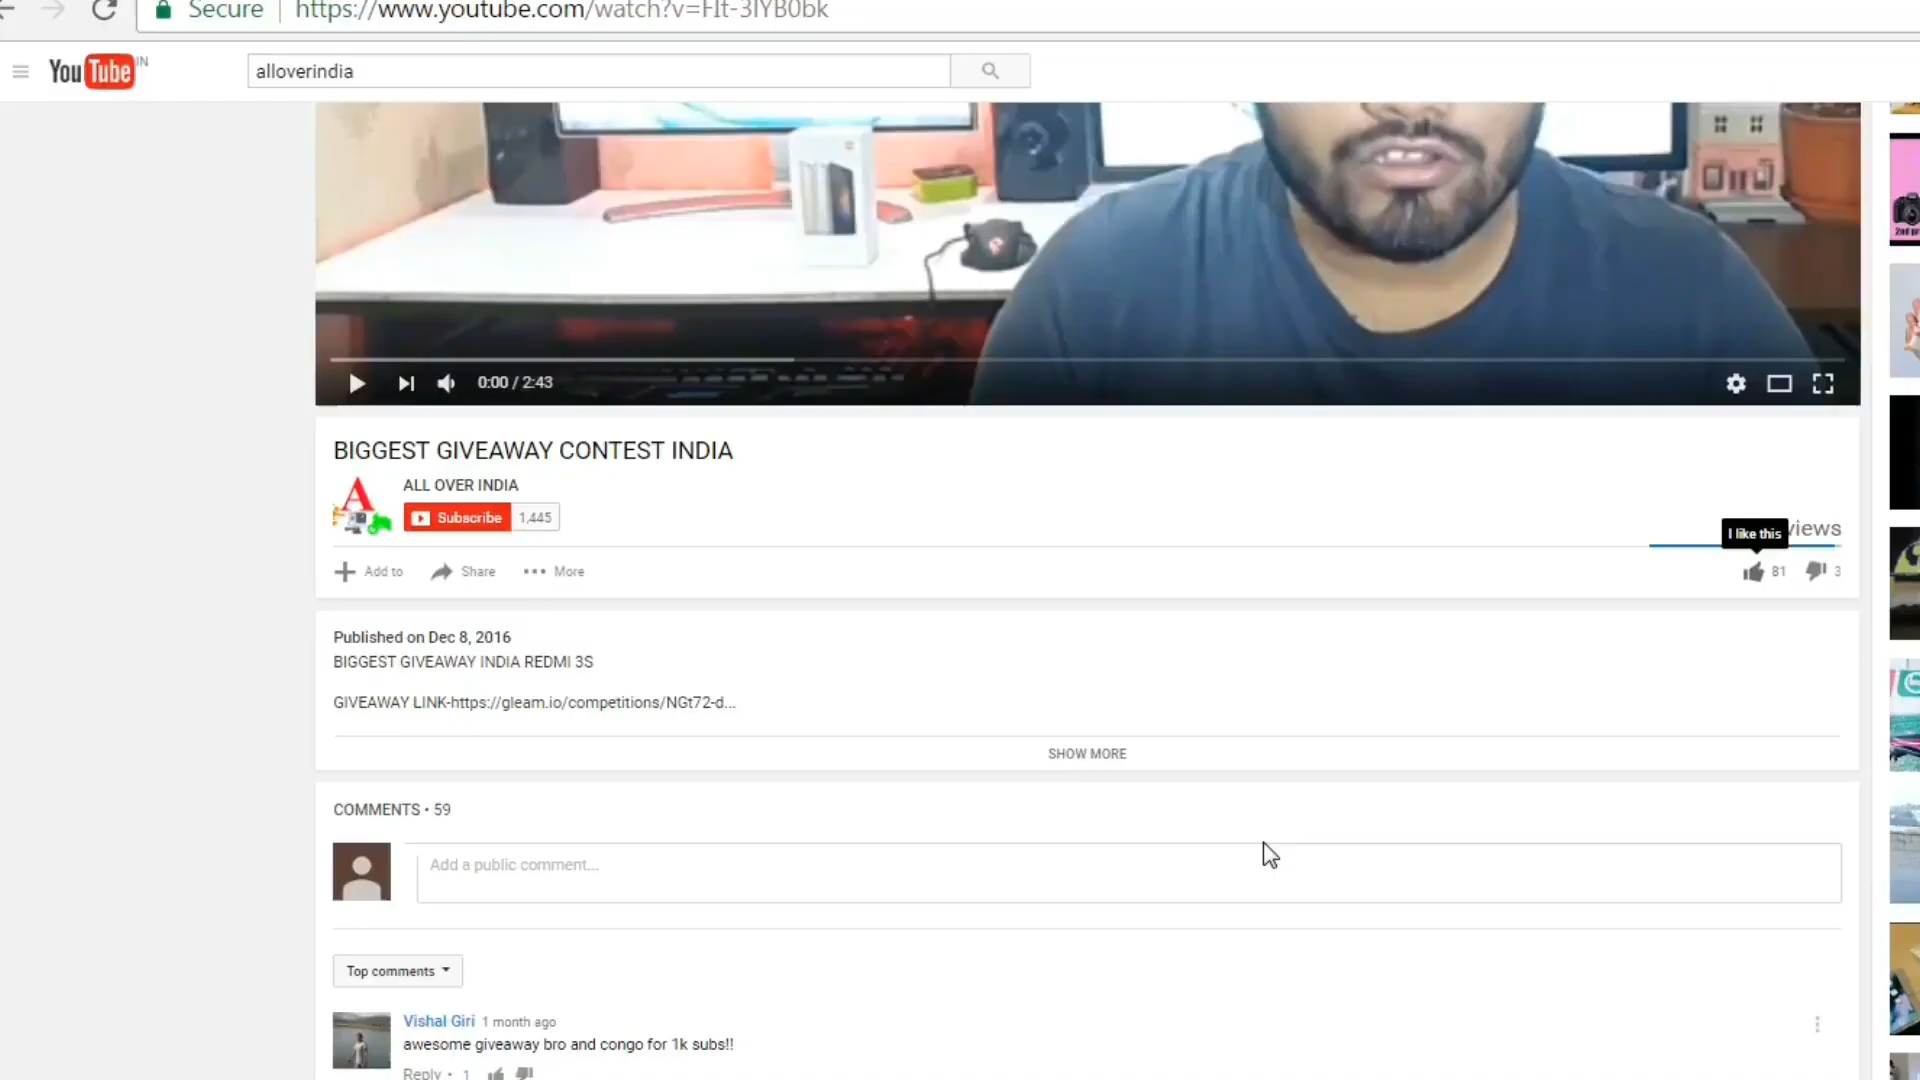 Secure https://www.youtube.com/watch?v=FIt-3IYB0bk
YouTube IN
alloverindia
0:00 / 2:43
BIGGEST GIVEAWAY CONTEST INDIA
ALL OVER INDIA
Subscribe 1,445
views
I like this
Add to Share More
81 3
Published on Dec 8, 2016
BIGGEST GIVEAWAY INDIA REDMI 3S
GIVEAWAY LINK-https://gleam.io/competitions/NGt72-d...
SHOW MORE
COMMENTS • 59
Add a public comment...
Top comments
Vishal Giri 1 month ago
awesome giveaway bro and congo for 1k subs!!
Reply • 1